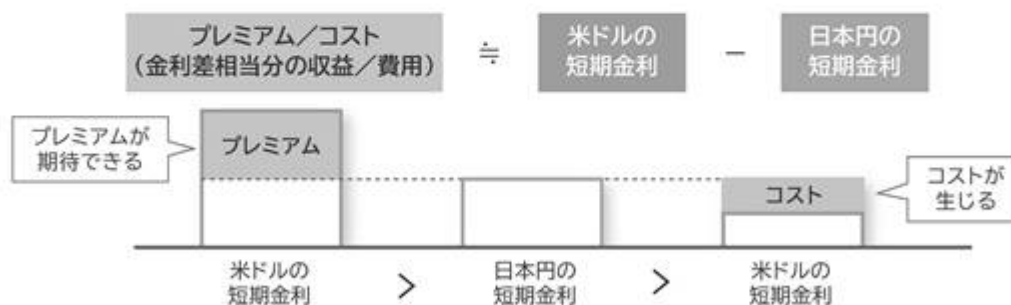 プレミアム／コスト
（金利差相当分の収益／費用）
≒
米ドルの
短期金利
－
日本円の
短期金利
プレミアムが
期待できる
プレミアム
コスト
コストが
生じる
米ドルの
短期金利
>
日本円の
短期金利
>
米ドルの
短期金利